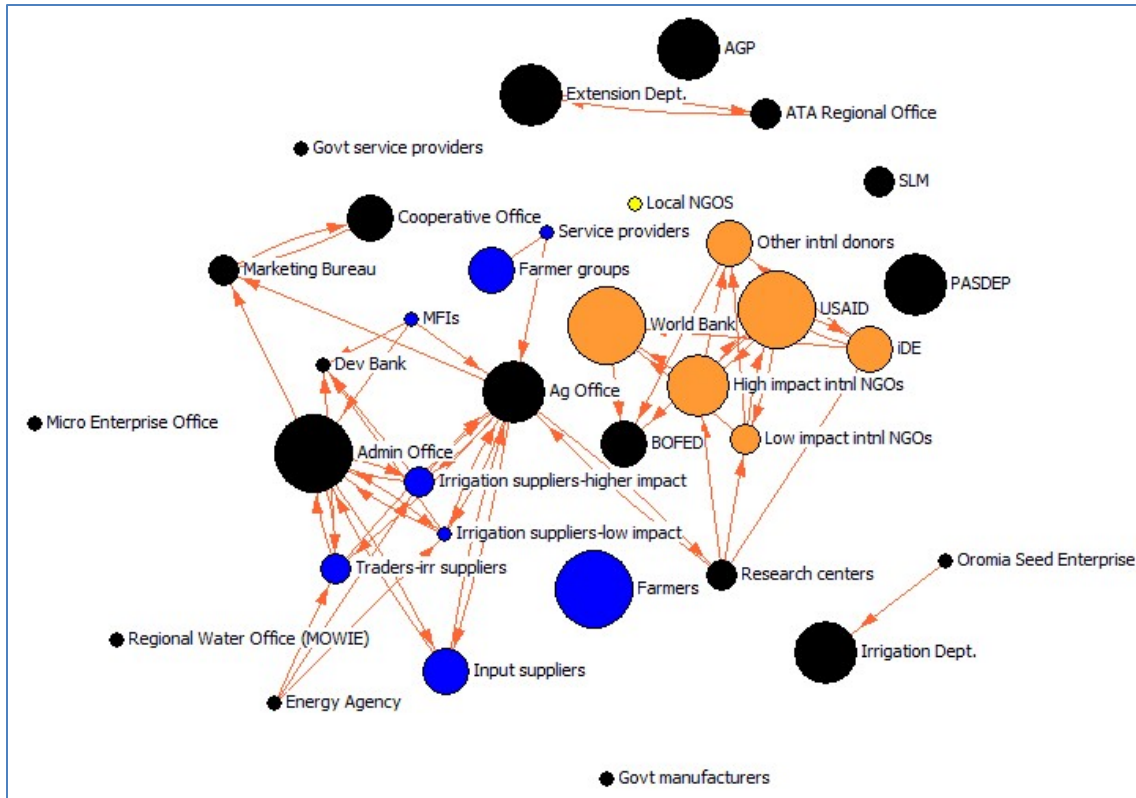 AGP
Extension Dept.
ATA Regional Office
Govt service providers
SLM
Local NGOS
Cooperative Office
Service providers
Other intnl donors
Marketing Bureau
Farmer groups
PASDEP
USAID
MFIs
World Bank
iDE
Dev Bank
Ag Office
High impact intnl NGOs
Micro Enterprise Office
BOFED
Low impact intnl NGOs
Admin Office
Irrigation suppliers-higher impact
Irrigation suppliers-low impact
Oromia Seed Enterprise
Traders-irr suppliers
Research centers
Farmers
Regional Water Office (MOWIE)
Irrigation Dept.
Input suppliers
Energy Agency
Govt manufacturers